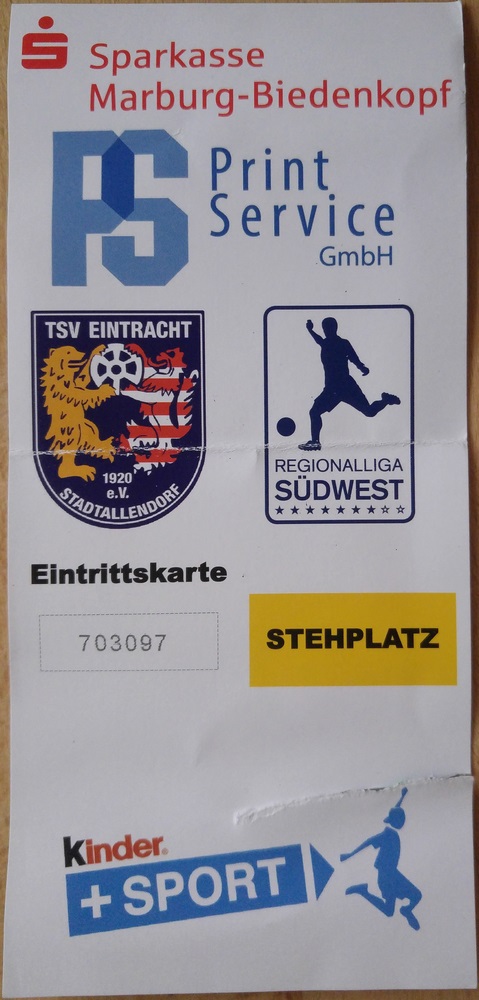 Sparkasse
Marburg-Biedenkopf
PS
Print
Service
GmbH
TSV EINTRACHT
1920
e.V.
STADTALLENDORF
REGIONALLIGA
SÜDWEST
Eintrittskarte
703097
STEHPLATZ
kinder
+ SPORT